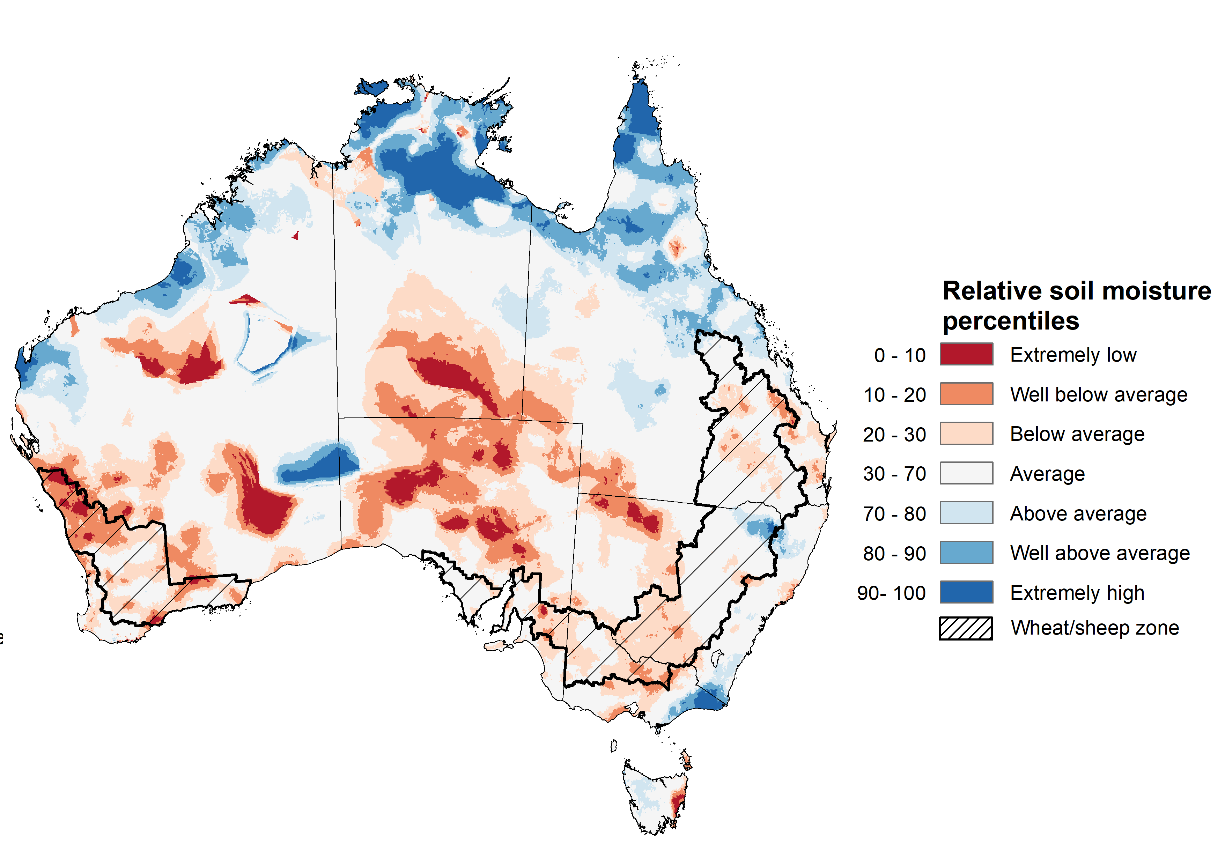 Relative soil moisture
percentiles
0 - 10 Extremely low
10 - 20 Well below average
20 - 30 Below average
30 - 70 Average
70 - 80 Above average
80 - 90 Well above average
90- 100 Extremely high
Wheat/sheep zone
e